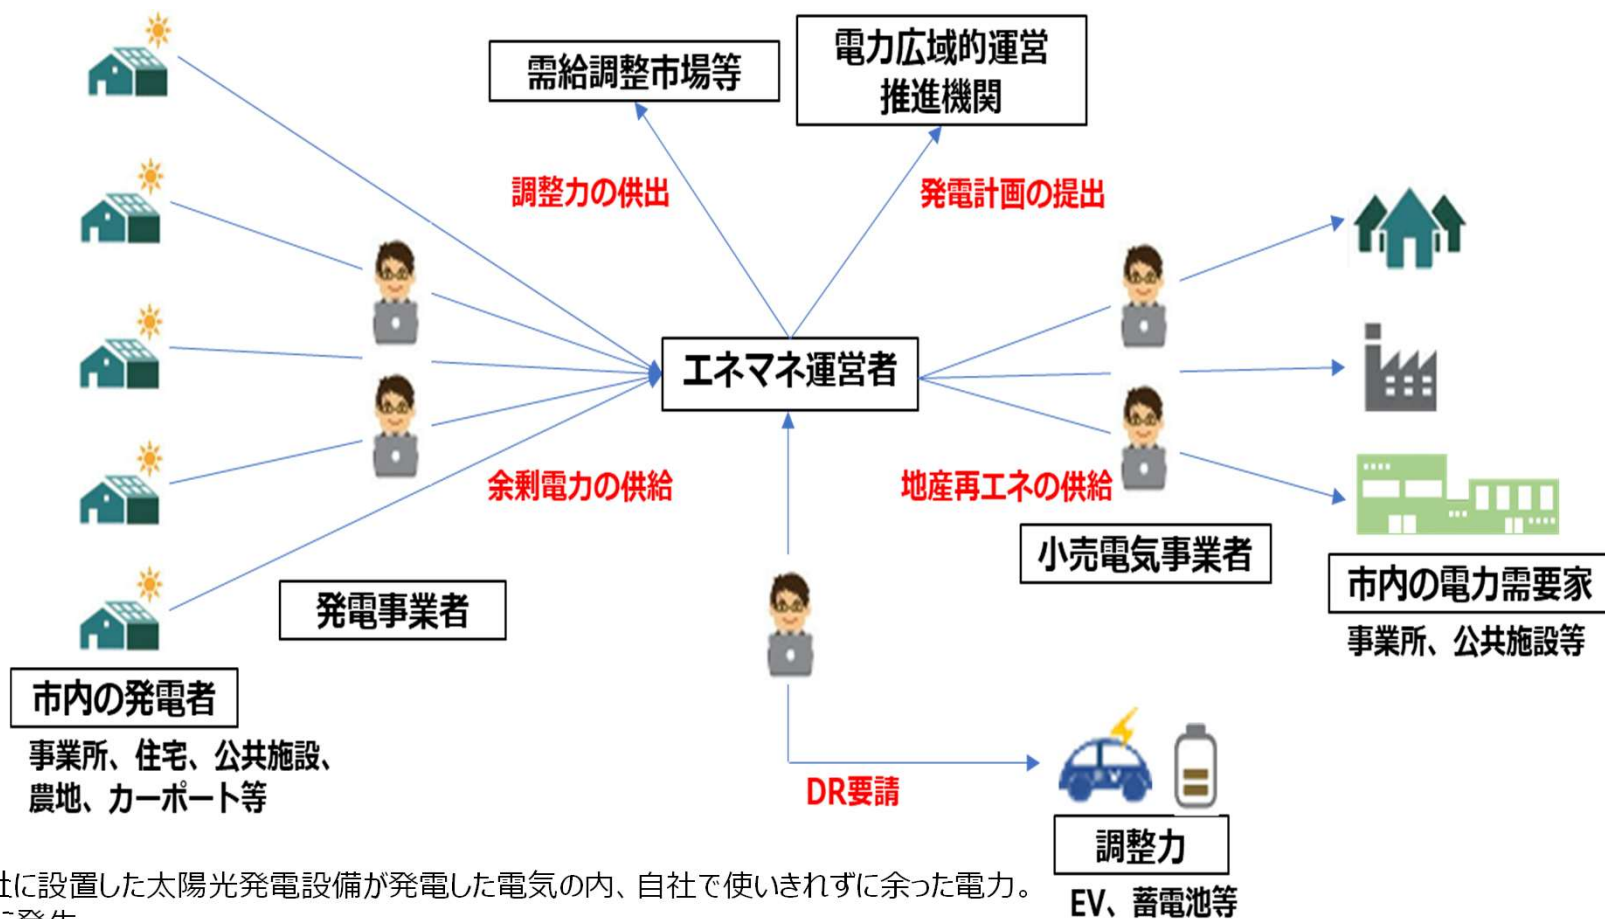 需給調整市場等
電力広域的運営
推進機関
調整力の供出
発電計画の提出
エネマネ運営者
余剰電力の供給
地産再エネの供給
小売電気事業者
発電事業者
市内の電力需要家
事業所、公共施設等
市内の発電者
事業所、住宅、公共施設、
農地、カーポート等
DR要請
調整力
EV、蓄電池等
社に設置した太陽光発電設備が発電した電気の内、自社で使いきれずに余った電力。